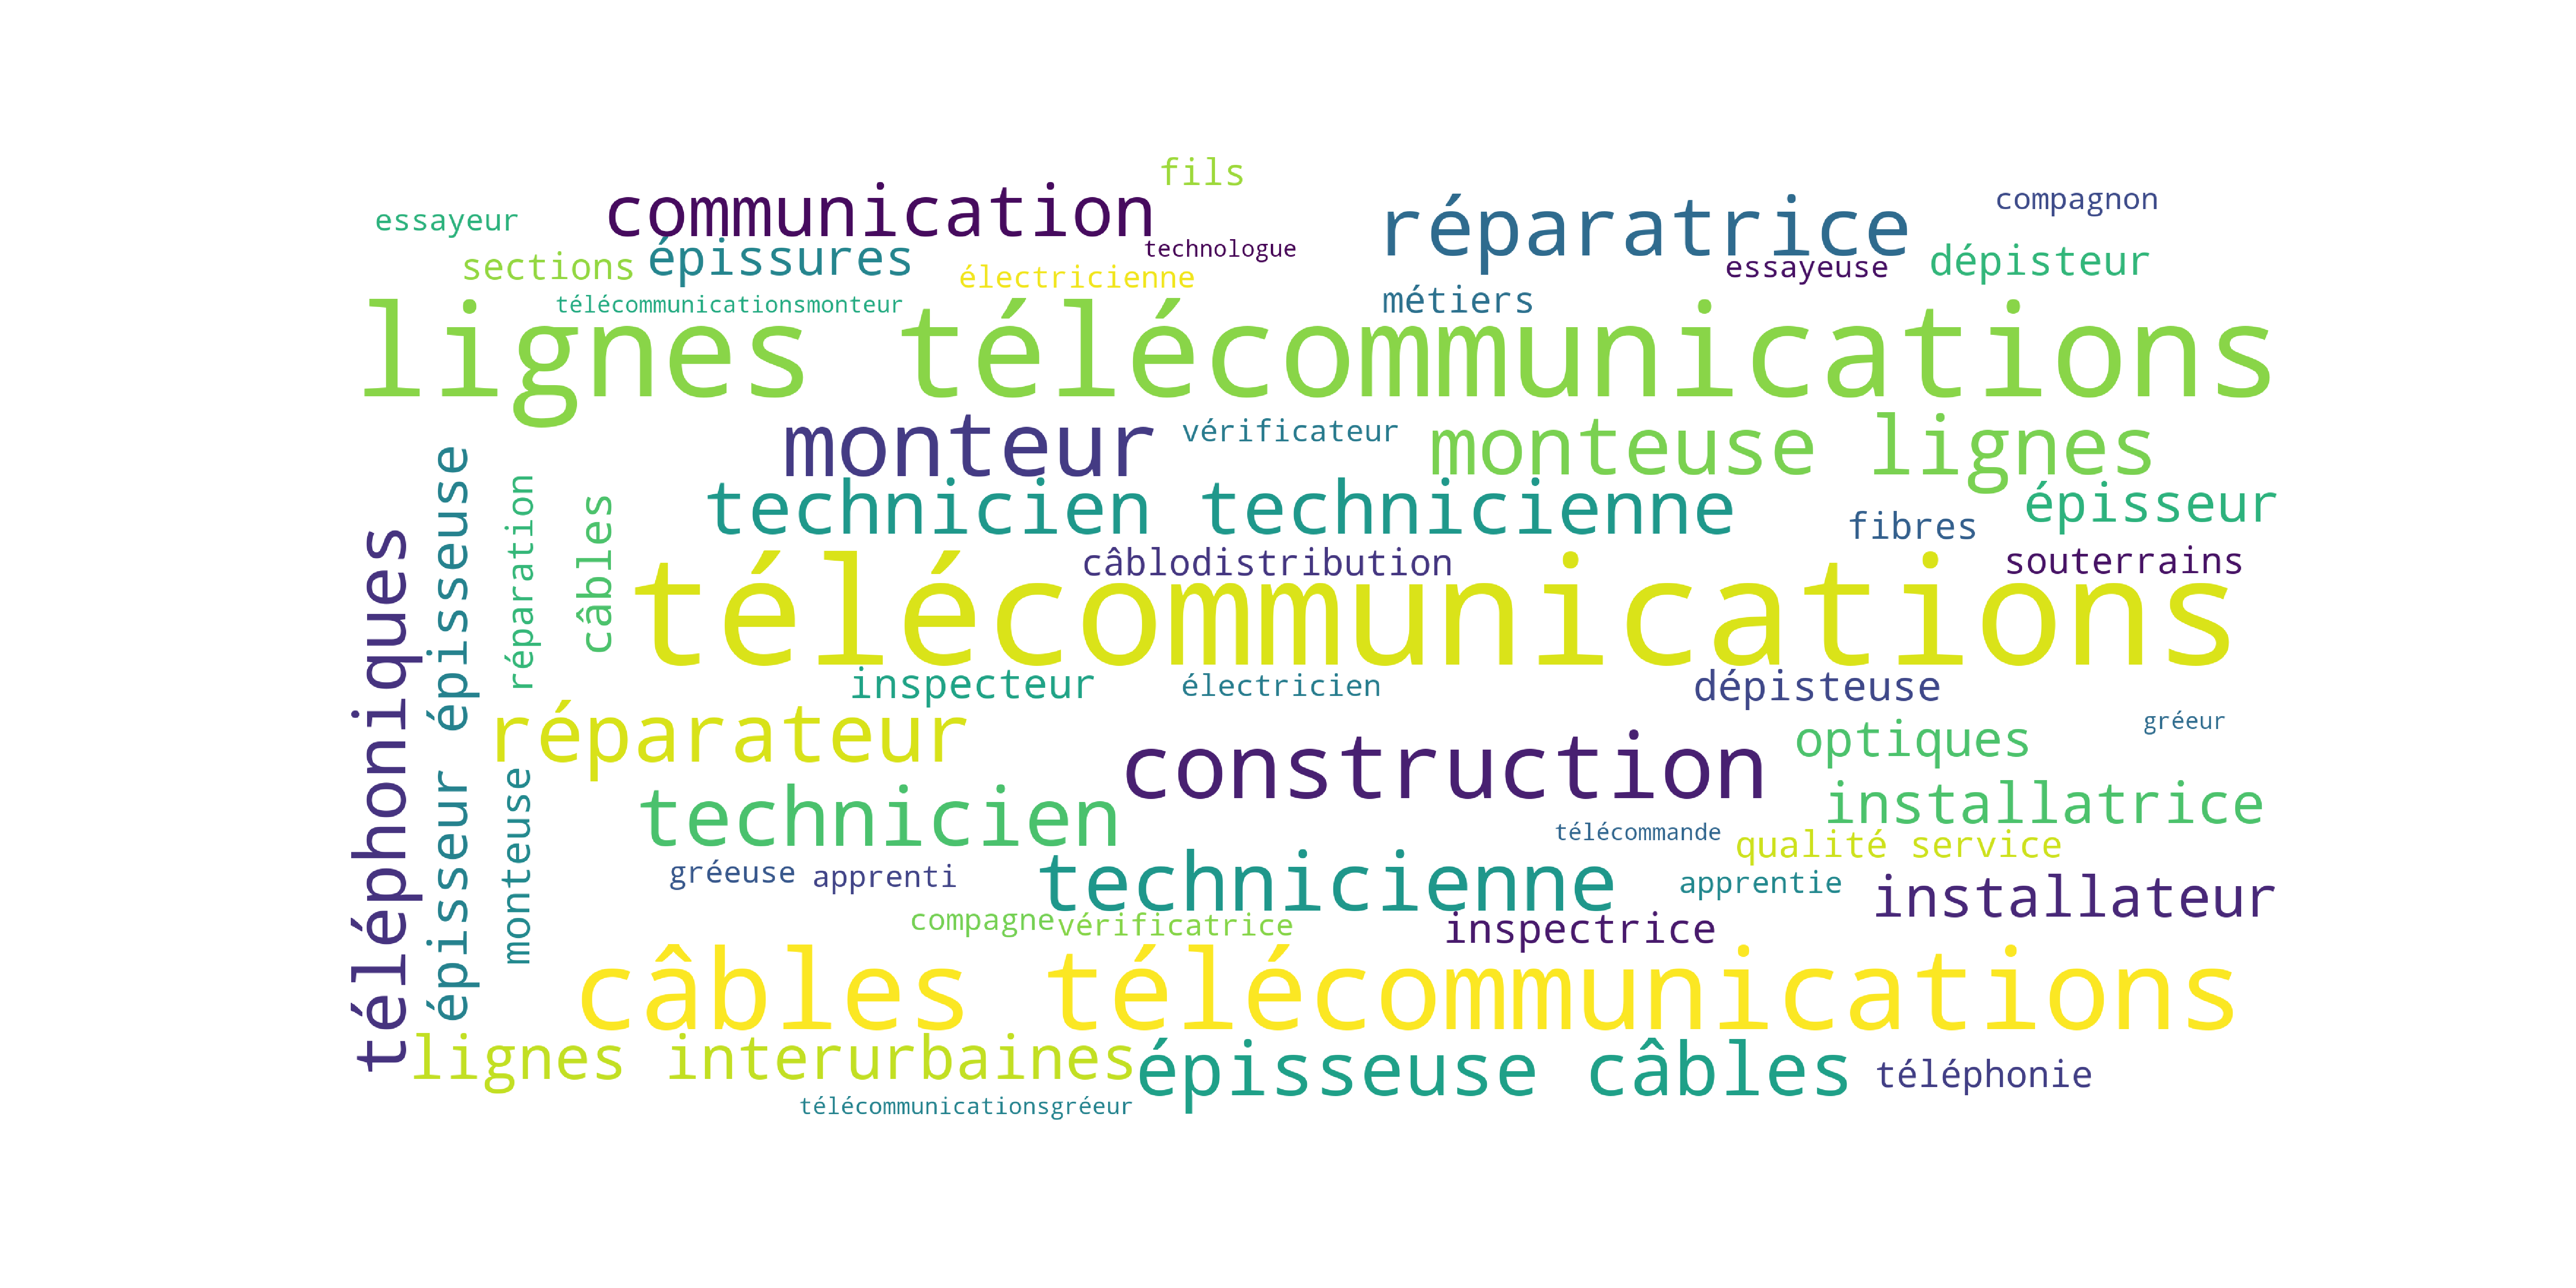 fils
communication
réparatrice
compagnon
essayeur
technologue
épissures
sections
électricienne
essayeuse
dépisteur
télécommunicationsmonteur
métiers
lignes télécommunications
monteur
vérificateur
monteuse lignes
technicien technicienne
épisseur
fibres
câblodistribution
souterrains
télécommunications
téléphoniques
épisseur épisseuse
réparation
câbles
inspecteur
électricien
dépisteuse
réparateur
gréeur
optiques
construction
monteuse
technicien
installatrice
télécommande
qualité service
gréeuse
apprenti
technicienne
apprentie
installateur
compagne
vérificatrice
inspectrice
câbles télécommunications
lignes interurbaines
épisseuse câbles
téléphonie
télécommunicationsgréeur